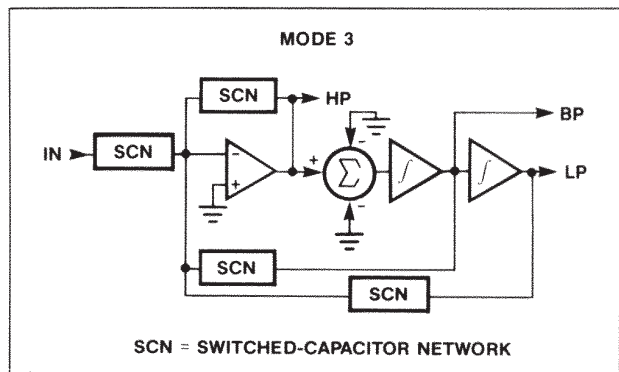 MODE 3
SCN
HP
BP
IN
SCN
-
+
+
-
Σ
-
∫
∫
LP
SCN
SCN
SCN = SWITCHED-CAPACITOR NETWORK